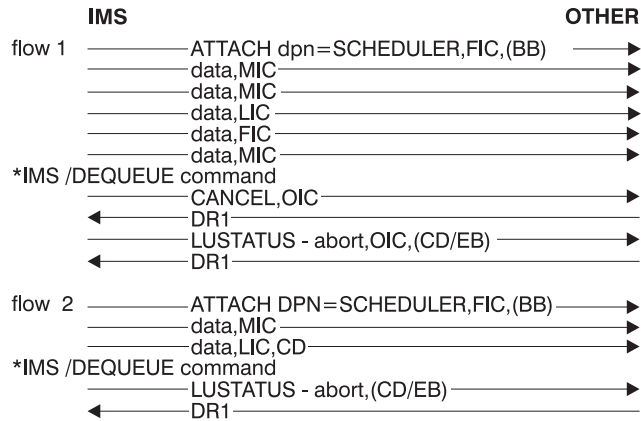 IMS OTHER
flow 1 ATTACH dpn=SCHEDULER,FIC,(BB)
data,MIC
data,MIC
data,LIC
data,FIC
data,MIC
*IMS /DEQUEUE command
CANCEL,OIC
DR1
LUSTATUS - abort,OIC,(CD/EB)
DR1
flow 2 ATTACH DPN=SCHEDULER,FIC,(BB)
data,MIC
data,LIC,CD
*IMS /DEQUEUE command
LUSTATUS - abort,(CD/EB)
DR1